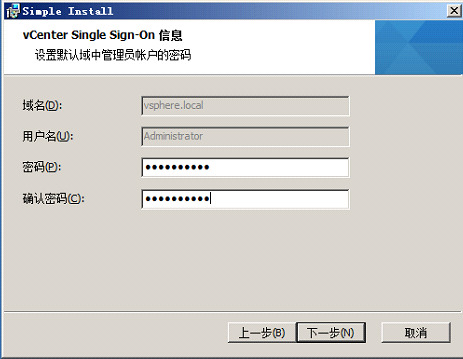 Simple Install
vCenter Single Sign-On 信息
设置默认域中管理员帐户的密码
域名(D): vsphere.local
用户名(U): Administrator
密码(P): ●●●●●●●●●●
确认密码(C): ●●●●●●●●●●
上一步(B) 下一步(N) 取消